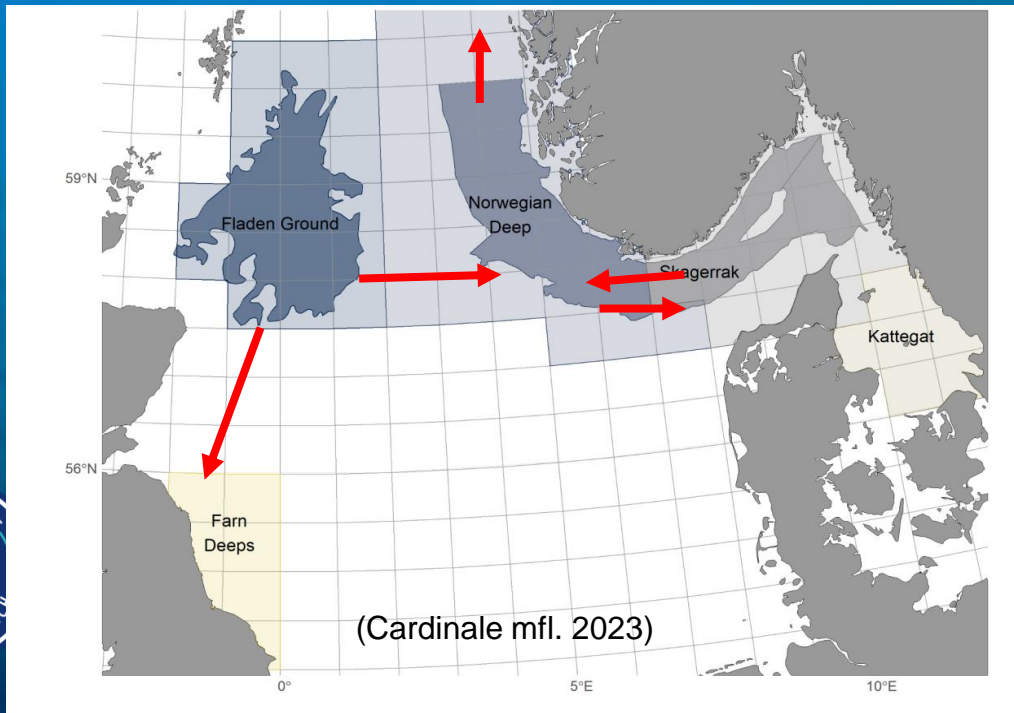 59°N
Fladen Ground
Norwegian
Deep
Skagerrak
Kattegat
56°N
Farn
Deeps
(Cardinale mfl. 2023)
0°
5°E
10°E